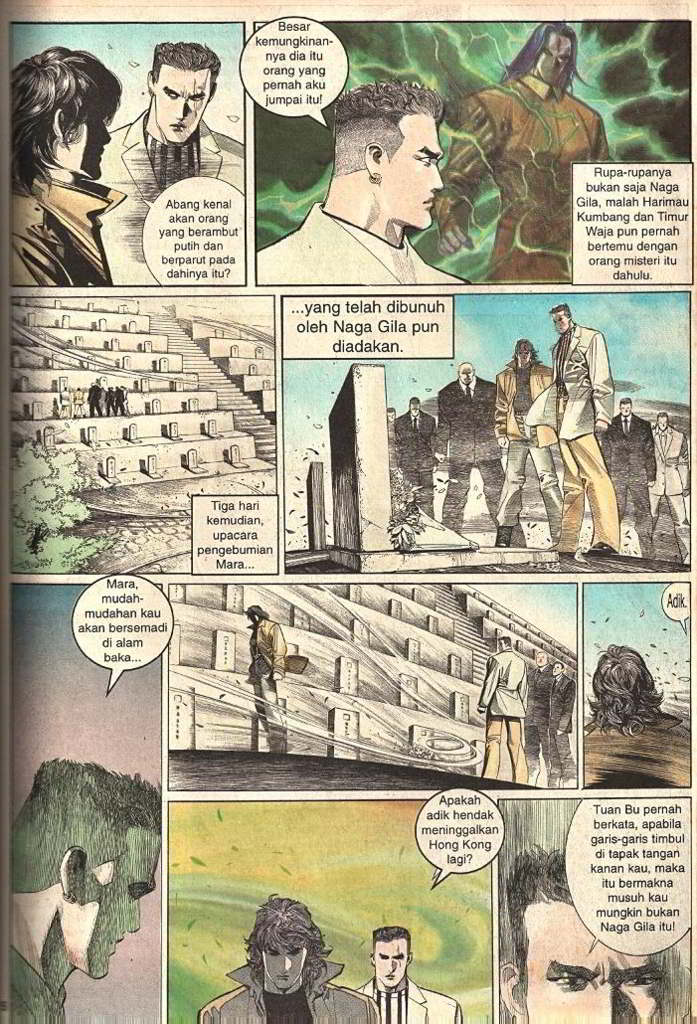 Abang kenal
akan orang
yang berambut
putih dan
berparut pada
dahinya itu?
Besar
kemungkinan-
nya dia itu
orang yang
pernah aku
jumpai itu!
Rupa-rupanya
bukan saja Naga
Gila, malah Harimau
Kumbang dan Timur
Waja pun pernah
bertemu dengan
orang misteri itu
dahulu.
Tiga hari
kemudian,
upacara
pengebumian
Mara...
...yang telah dibunuh
oleh Naga Gila pun
diadakan.
Mara,
mudah-
mudahan kau
akan bersemadi
di alam
baka...
Adik.
Apakah
adik hendak
meninggalkan
Hong Kong
lagi?
Tuan Bu pernah
berkata, apabila
garis-garis timbul
di tapak tangan
kanan kau, maka
itu bermakna
musuh kau
mungkin bukan
Naga Gila itu!